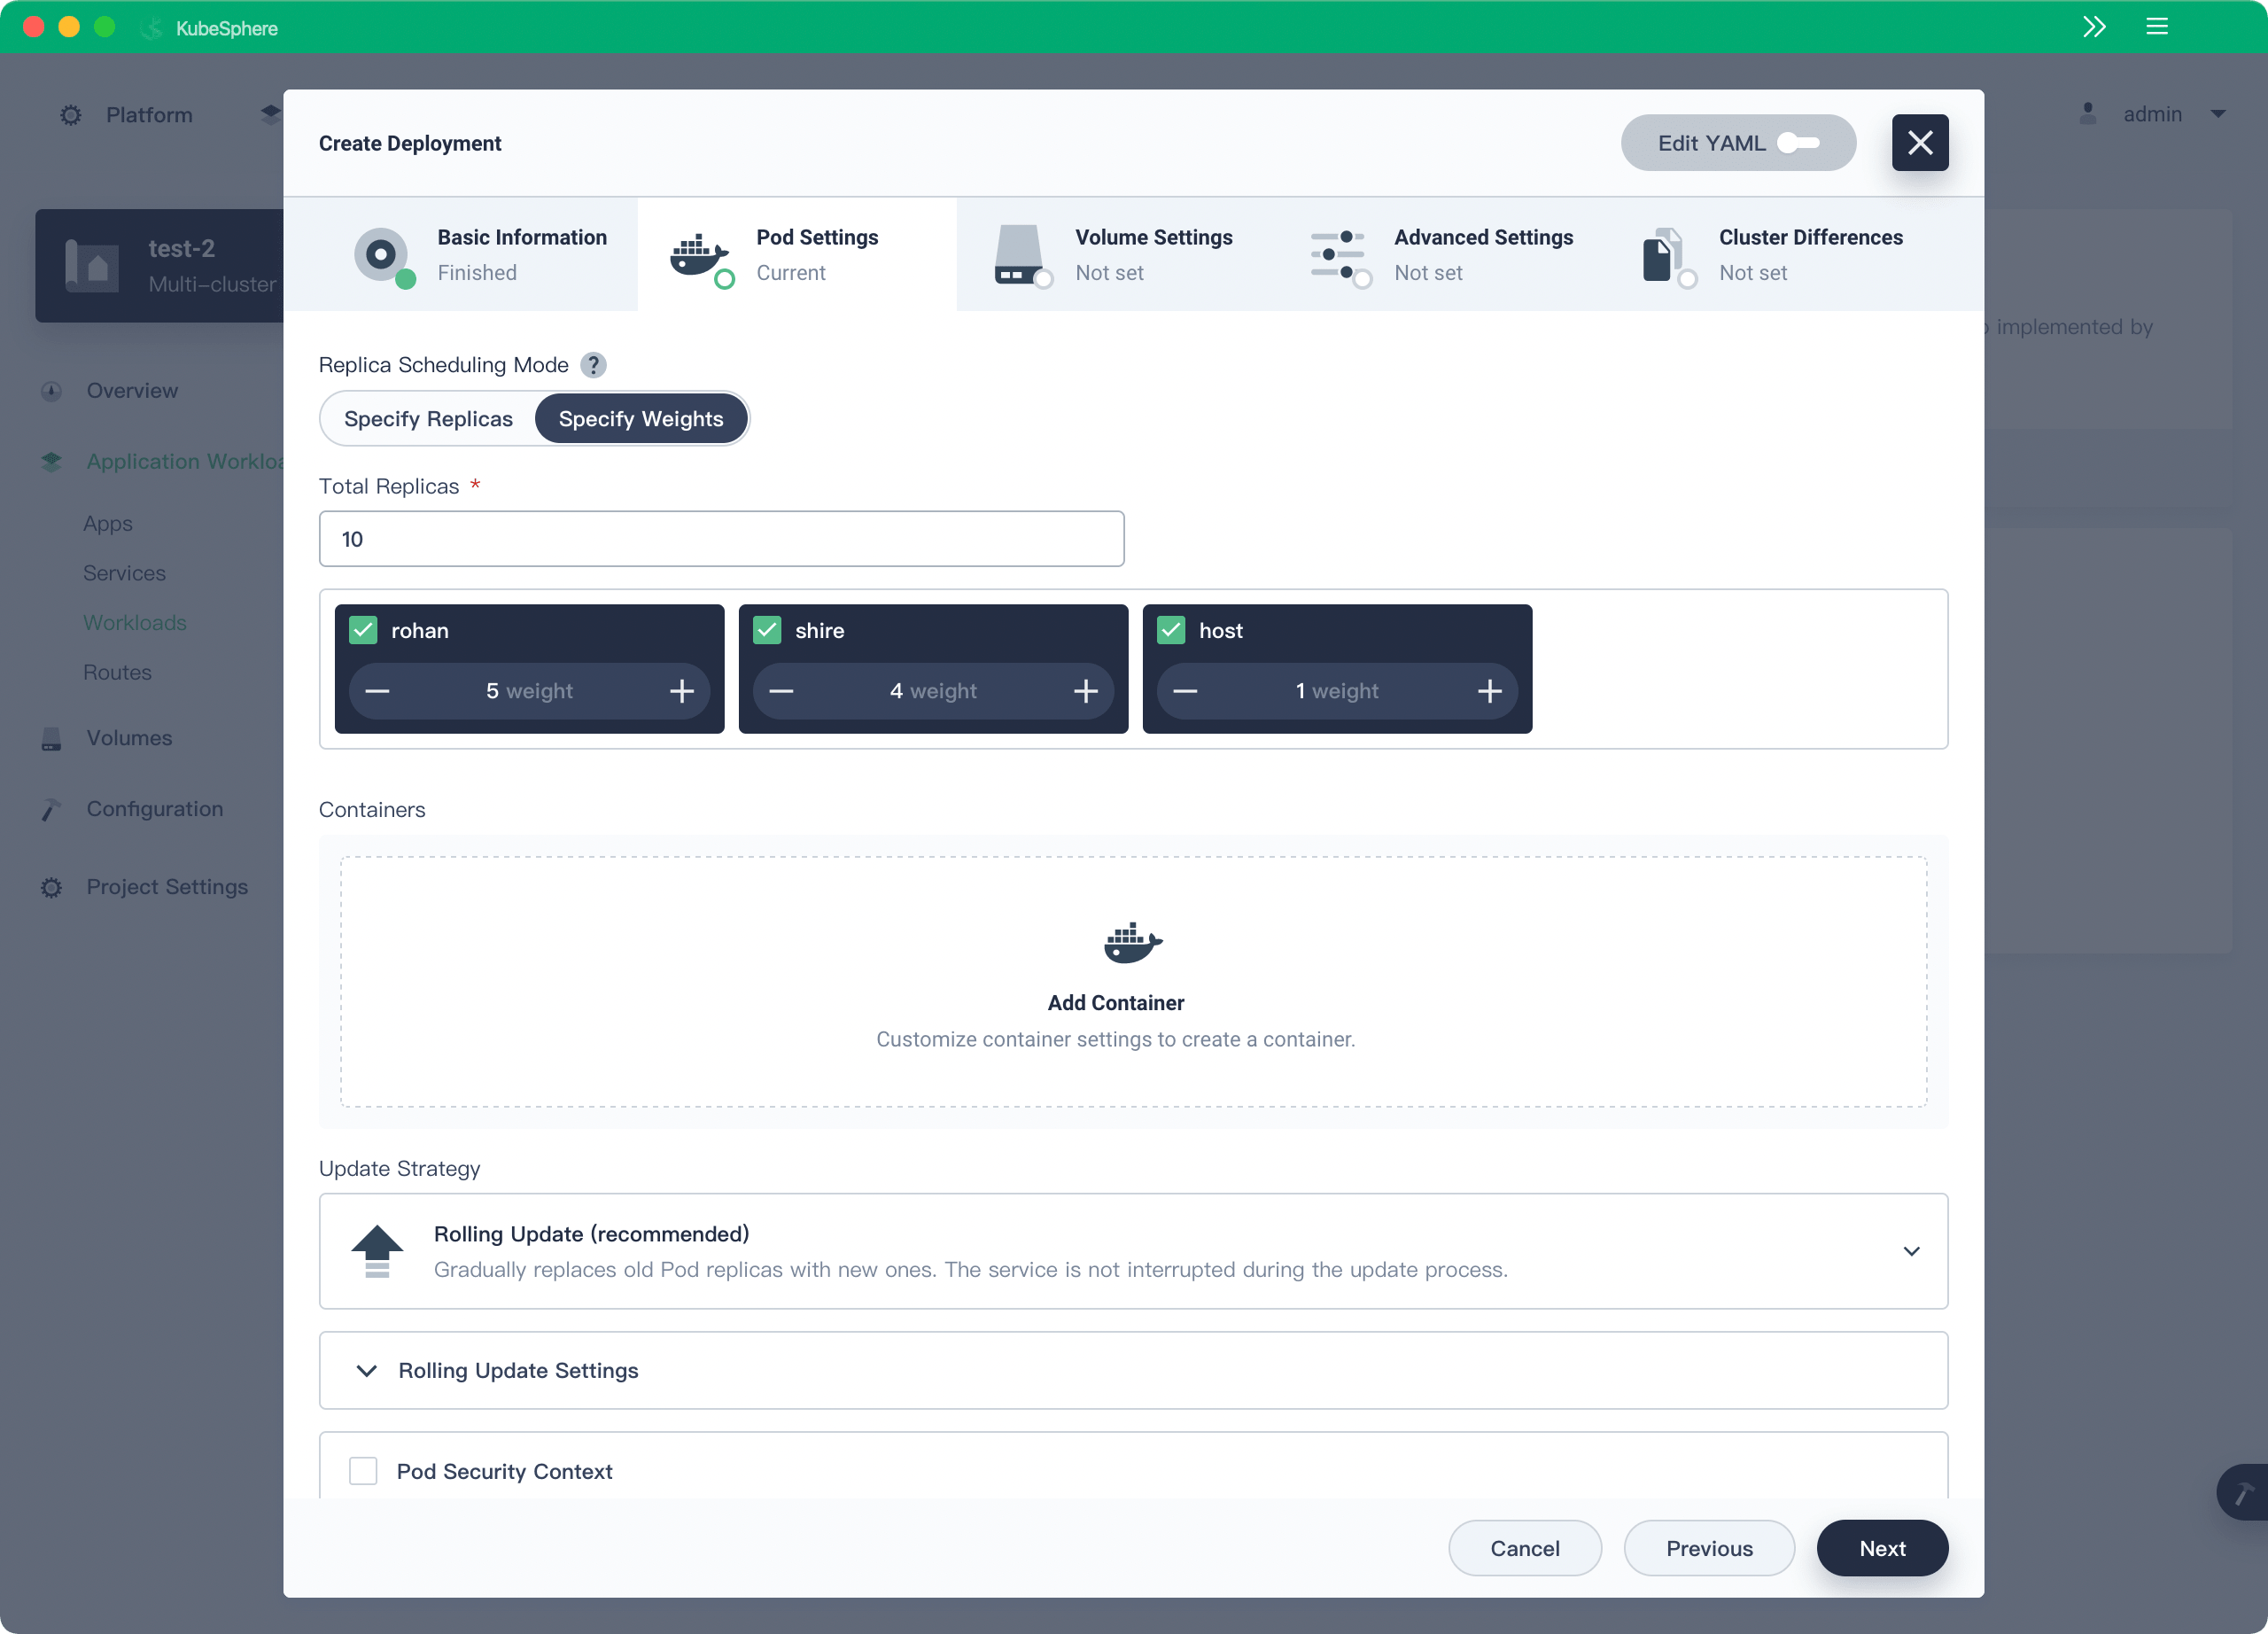 KubeSphere
Platform
admin
Create Deployment
Edit YAML
test-2
Multi-cluster
Basic Information
Finished
Pod Settings
Current
Volume Settings
Not set
Advanced Settings
Not set
Cluster Differences
Not set
implemented by
Overview
Application
Apps
Services
Workloads
Routes
Volumes
Configuration
Project Settings
Replica Scheduling Mode ?
Specify Replicas
Specify Weights
Total Replicas *
10
rohan
5 weight
shire
4 weight
host
1 weight
Containers
Add Container
Customize container settings to create a container.
Update Strategy
Rolling Update (recommended)
Gradually replaces old Pod replicas with new ones. The service is not interrupted during the update process.
Rolling Update Settings
Pod Security Context
Cancel
Previous
Next